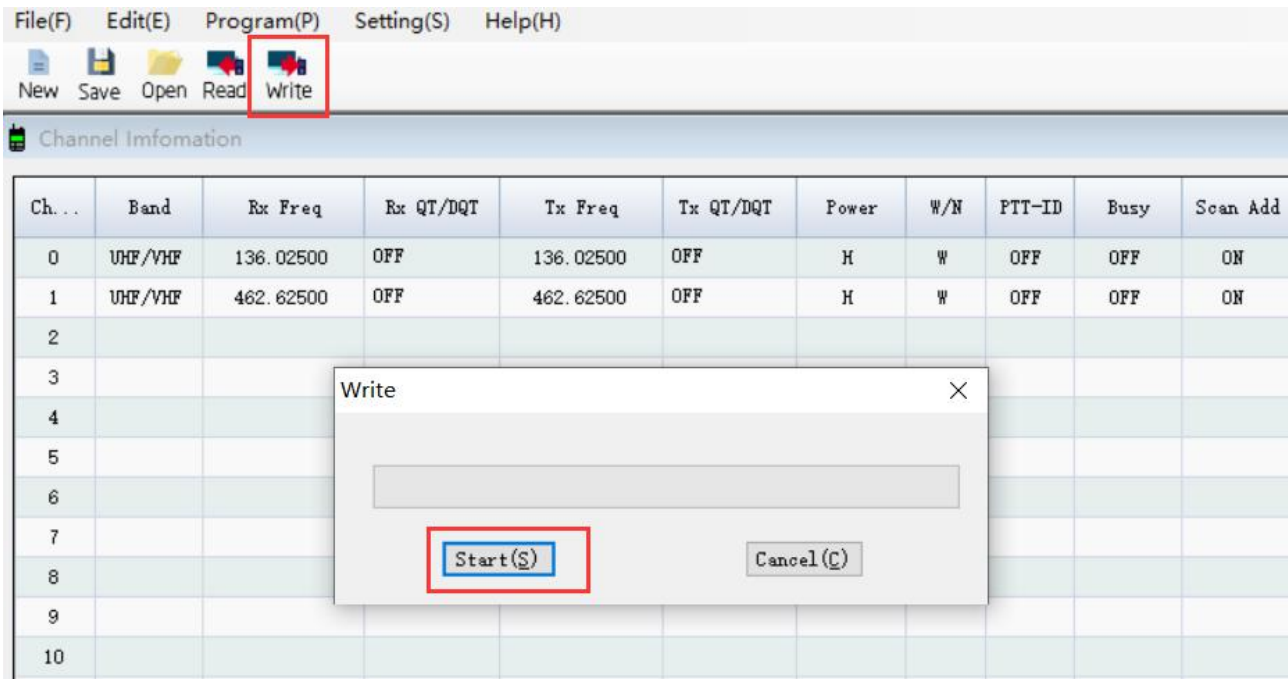 File(F) Edit(E) Program(P) Setting(S) Help(H)
New Save Open Read Write
Channel Imfomation
Ch... Band Rx Freq Rx QT/DQT Tx Freq Tx QT/DQT Power W/N PTT-ID Busy Scan Add
0 UHF/VHF 136.02500 OFF 136.02500 OFF H W OFF OFF ON
1 UHF/VHF 462.62500 OFF 462.62500 OFF H W OFF OFF ON
2
3
Write
4
5
6
7
Start(S) Cancel(C)
8
9
10